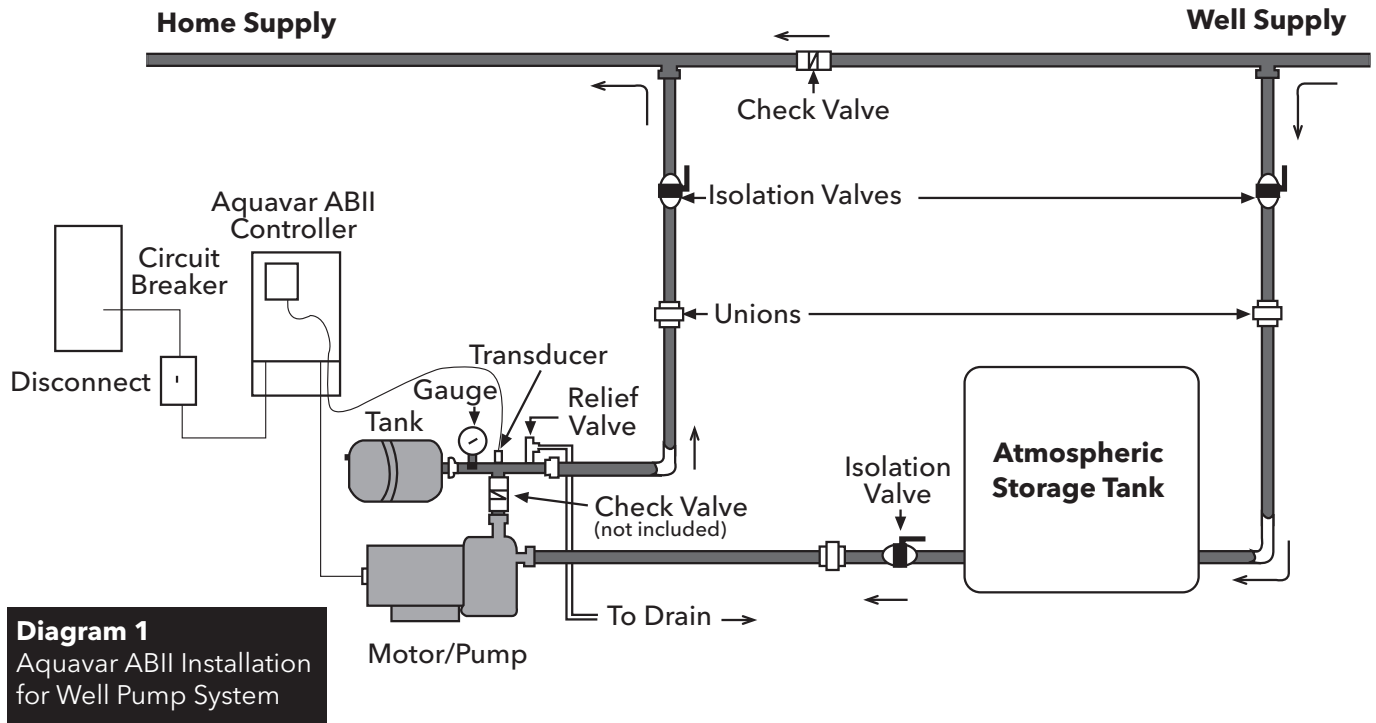 Home Supply
Well Supply
Check Valve
Isolation Valves
Aquavar ABII
Controller
Circuit
Breaker
Unions
Disconnect
Transducer
Gauge
Tank
Relief
Valve
Atmospheric
Storage Tank
Isolation
Valve
Check Valve
(not included)
To Drain
Motor/Pump
Diagram 1
Aquavar ABII Installation
for Well Pump System